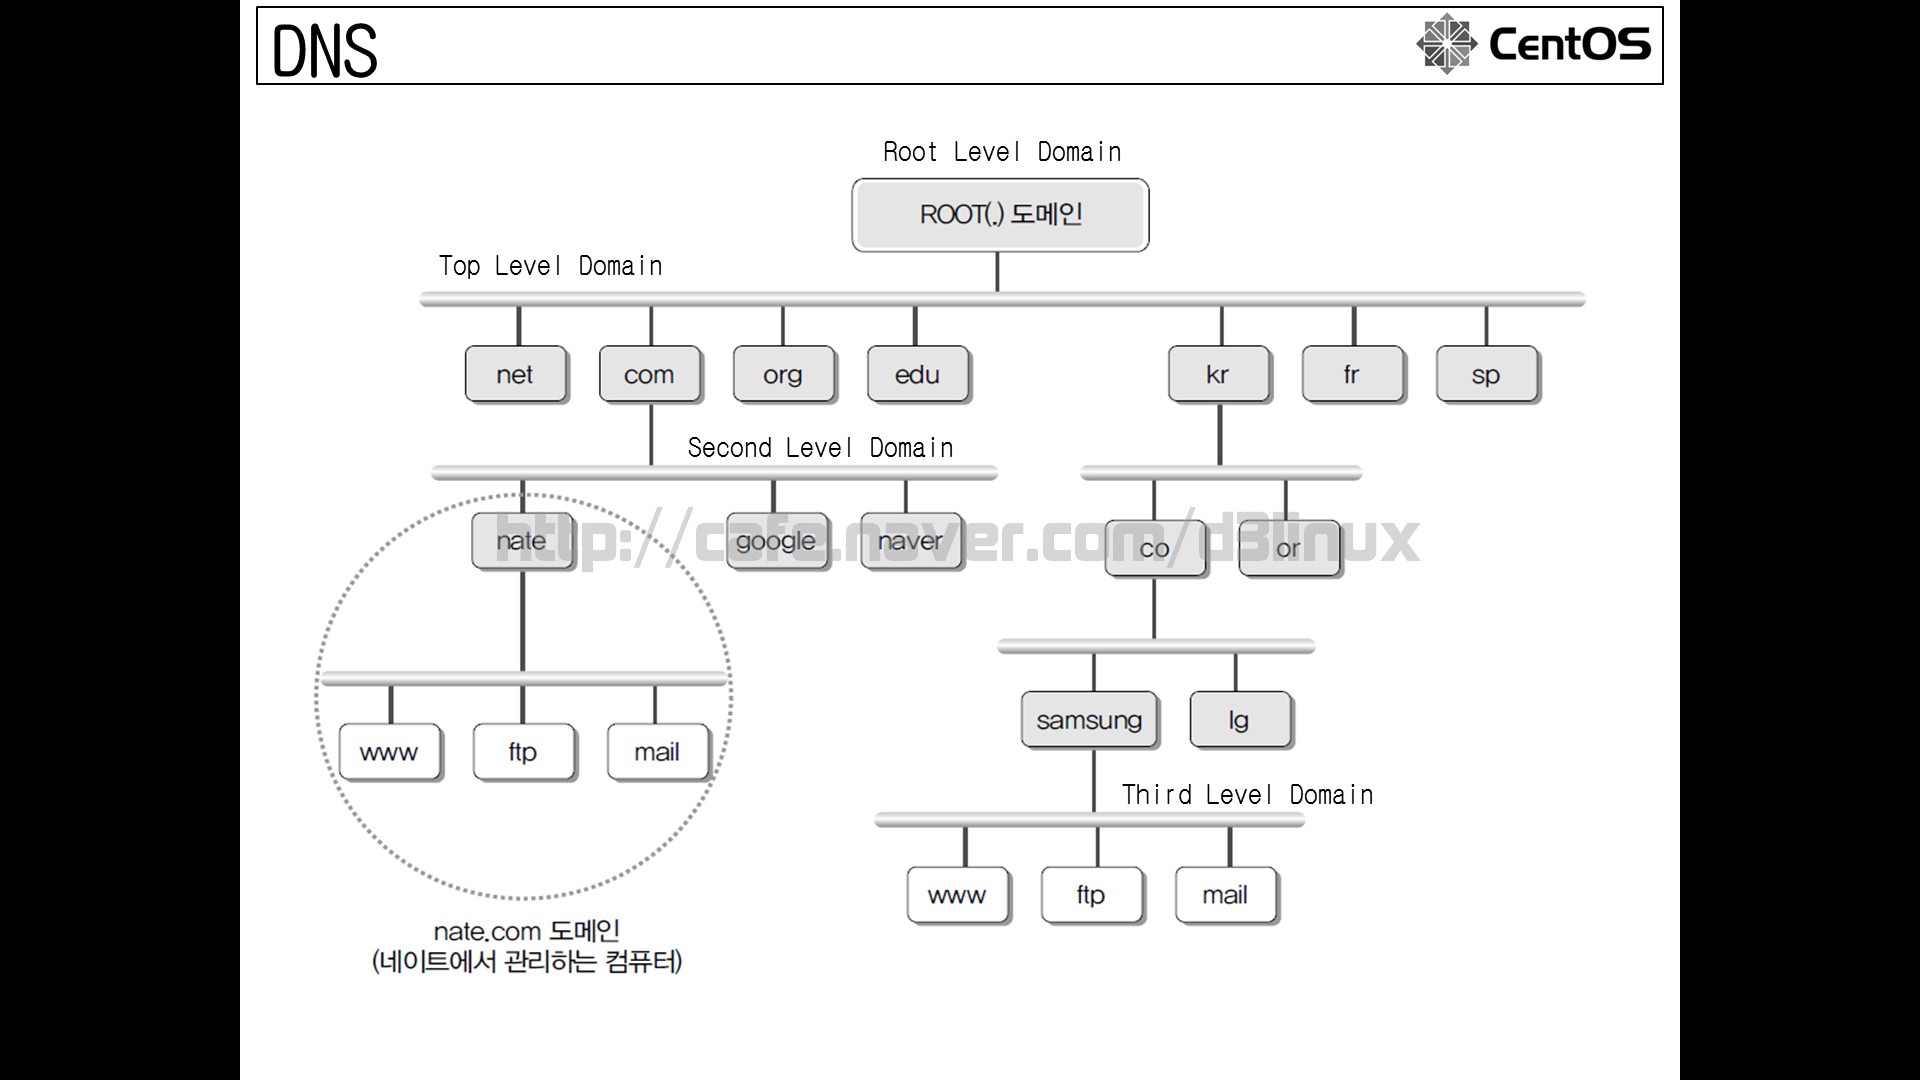 DNS
CentOS
Root Level Domain
ROOT(.) 도메인
Top Level Domain
net com org edu kr fr sp
Second Level Domain
nate google naver co or
http://cafe.naver.com/d3linux
samsung lg
www ftp mail
Third Level Domain
www ftp mail
nate.com 도메인
(네이트에서 관리하는 컴퓨터)